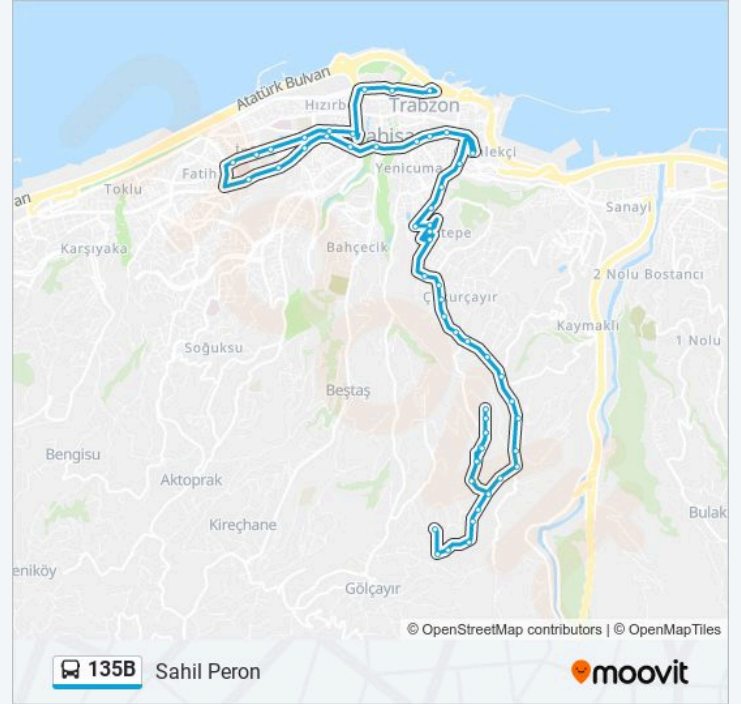 Atatürk Bulvarı
Hızırb
Trabzon
ahisar
İn
Fatih
Yenicuma
lekçi
Toklu
an
Sanayi
Karşıyaka
Bahçecik
tepe
2 Nolu Bostancı
Çukurçayır
Kaymaklı
1 Nolu
Soğuksu
Beştaş
Bengisu
Aktoprak
Kireçhane
Bulak
eniköy
Gölçayır
© OpenStreetMap contributors | © OpenMapTiles
135B Sahil Peron
moovit